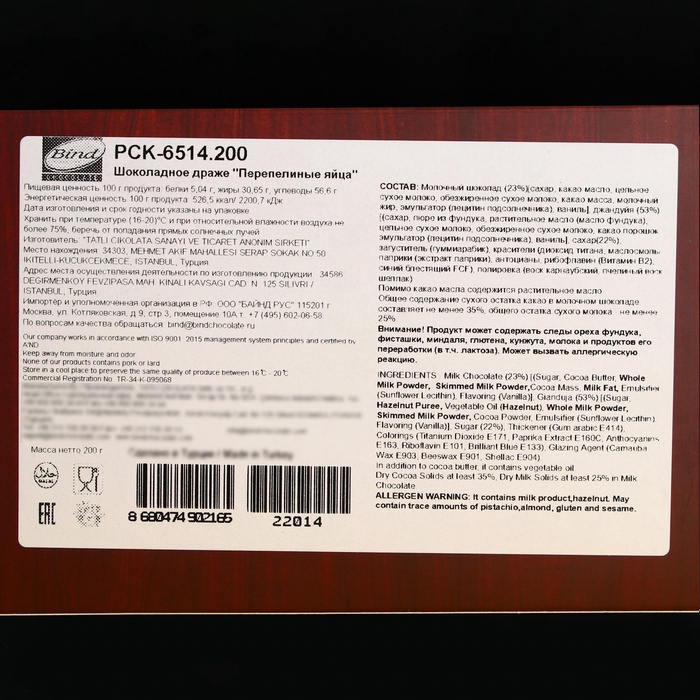 Bind
CHOCOLATE
PCK-6514.200
Шоколадное драже "Перепелиные яйца"
Пищевая ценность 100 г продукта: белки 5,04 г, жиры 30,65 г, углеводы 56,6 г
Энергетическая ценность 100 г продукта: 526,5 ккал/ 2200,7 кДж
Дата изготовления и срок годности указаны на упаковке
Хранить при температуре (16-20)°С и при относительной влажности воздуха не
более 75%, беречь от попадания прямых солнечных лучей
Изготовитель: "TATLI CIKOLATA SANAYI VE TICARET ANONIM SIRKETI"
Место нахождения: 34303, MEHMET AKIF MAHALLESI SERAP SOKAK NO 50
IKITELLI-KUCUKCEKMECE, ISTANBUL, Турция
Адрес места осуществления деятельности по изготовлению продукции: 34586
DEGIRMENKOY FEVZIPASA MAH. KINALI KAVSAGI CAD. N: 125 SILIVRI /
ISTANBUL, Турция
Импортер и уполномоченная организация в РФ: ООО "БАЙНД РУС" 115201 г.
Москва, ул. Котляковская, д.9, стр 3, помещение 10А т. +7 (495) 602-06-58
По вопросам качества обращаться: bind@bindchocolate.ru
Our company works in accordance with ISO 9001: 2015 management system principles and certified by
A'ND
Keep away from moisture and odor
None of our products contain pork or lard
Store in a cool place to preserve the same quality of produce between 16℃ - 20℃
Commercial Registration No: TR-34-K-095068
Масса нетто 200 г
Сделано в Турции / Made in Turkey
HALAL
EAC
8 680474 902165
22014
СОСТАВ: Молочный шоколад (23%)[сахар, какао масло, цельное
сухое молоко, обезжиренное сухое молоко, какао масса, молочный
жир, эмульгатор (лецитин подсолнечника), ваниль], джандуйя (53%)
[(сахар, пюре из фундука, растительное масло (масло фундука),
цельное сухое молоко, обезжиренное сухое молоко, какао порошок
эмульгатор (лецитин подсолнечника), ваниль], сахар(22%),
загуститель (гуммиарабик), красители (диоксид титана, маслосмолы
паприки (экстракт паприки), антоцианы, рибофлавин (Витамин В2),
синий блестящий FCF), полировка (воск карнаубский, пчелиный воск
шеллак)
Помимо какао масла содержится растительное масло
Общее содержание сухого остатка какао в молочном шоколаде
составляет не менее 35%, общего остатка сухого молока - не менее
25%.
Внимание! Продукт может содержать следы ореха фундука,
фисташки, миндаля, глютена, кунжута, молока и продуктов его
переработки (в т.ч. лактоза). Может вызвать аллергическую
реакцию.
INGREDIENTS : Milk Chocolate (23%) [(Sugar, Cocoa Butter, Whole
Milk Powder, Skimmed Milk Powder,Cocoa Mass, Milk Fat, Emulsifier
(Sunflower Lecithin), Flavoring (Vanilla)], Gianduja (53%) [(Sugar,
Hazelnut Puree, Vegetable Oil (Hazelnut), Whole Milk Powder,
Skimmed Milk Powder, Cocoa Powder, Emulsifier (Sunflower Lecithin)
Flavoring (Vanilla)], Sugar (22%), Thickener (Gum arabic E414),
Colorings (Titanium Dioxide E171, Paprika Extract E160C, Anthocyanins
E163, Riboflavin E 101, Brilliant Blue E133), Glazing Agent (Carnauba
Wax E903, Beeswax E901, Shellac E904)
In addition to cocoa butter, it contains vegetable oil
Dry Cocoa Solids at least 35%, Dry Milk Solids at least 25% in Milk
Chocolate
ALLERGEN WARNING: It contains milk product,hazelnut. May
contain trace amounts of pistachio,almond, gluten and sesame.